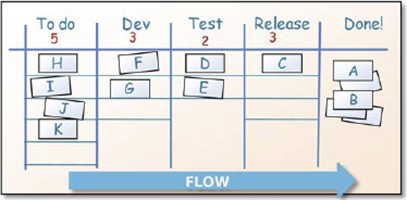 To do Dev Test Release Done!
5 3 2 3
H F D C A
I G E
J B
K
FLOW